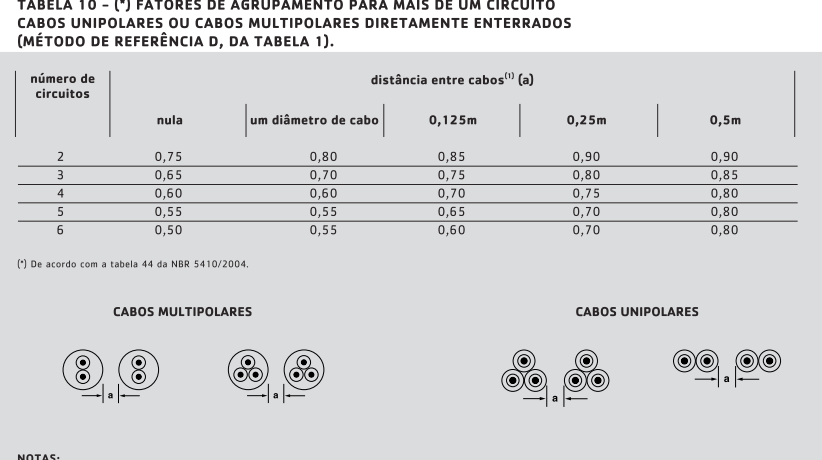 TABELA 10 – (*) FATORES DE AGRUPAMENTO PARA MAIS DE UM CIRCUITO
CABOS UNIPOLARES OU CABOS MULTIPOLARES DIRETAMENTE ENTERRADOS
(MÉTODO DE REFERÊNCIA D, DA TABELA 1).
número de circuitos distância entre cabos(1) (a)
nula um diâmetro de cabo 0,125m 0,25m 0,5m
2 0,75 0,80 0,85 0,90 0,90
3 0,65 0,70 0,75 0,80 0,85
4 0,60 0,60 0,70 0,75 0,80
5 0,55 0,55 0,65 0,70 0,80
6 0,50 0,55 0,60 0,70 0,80
(*) De acordo com a tabela 44 da NBR 5410/2004.
CABOS MULTIPOLARES CABOS UNIPOLARES
a a a a
NOTAS: